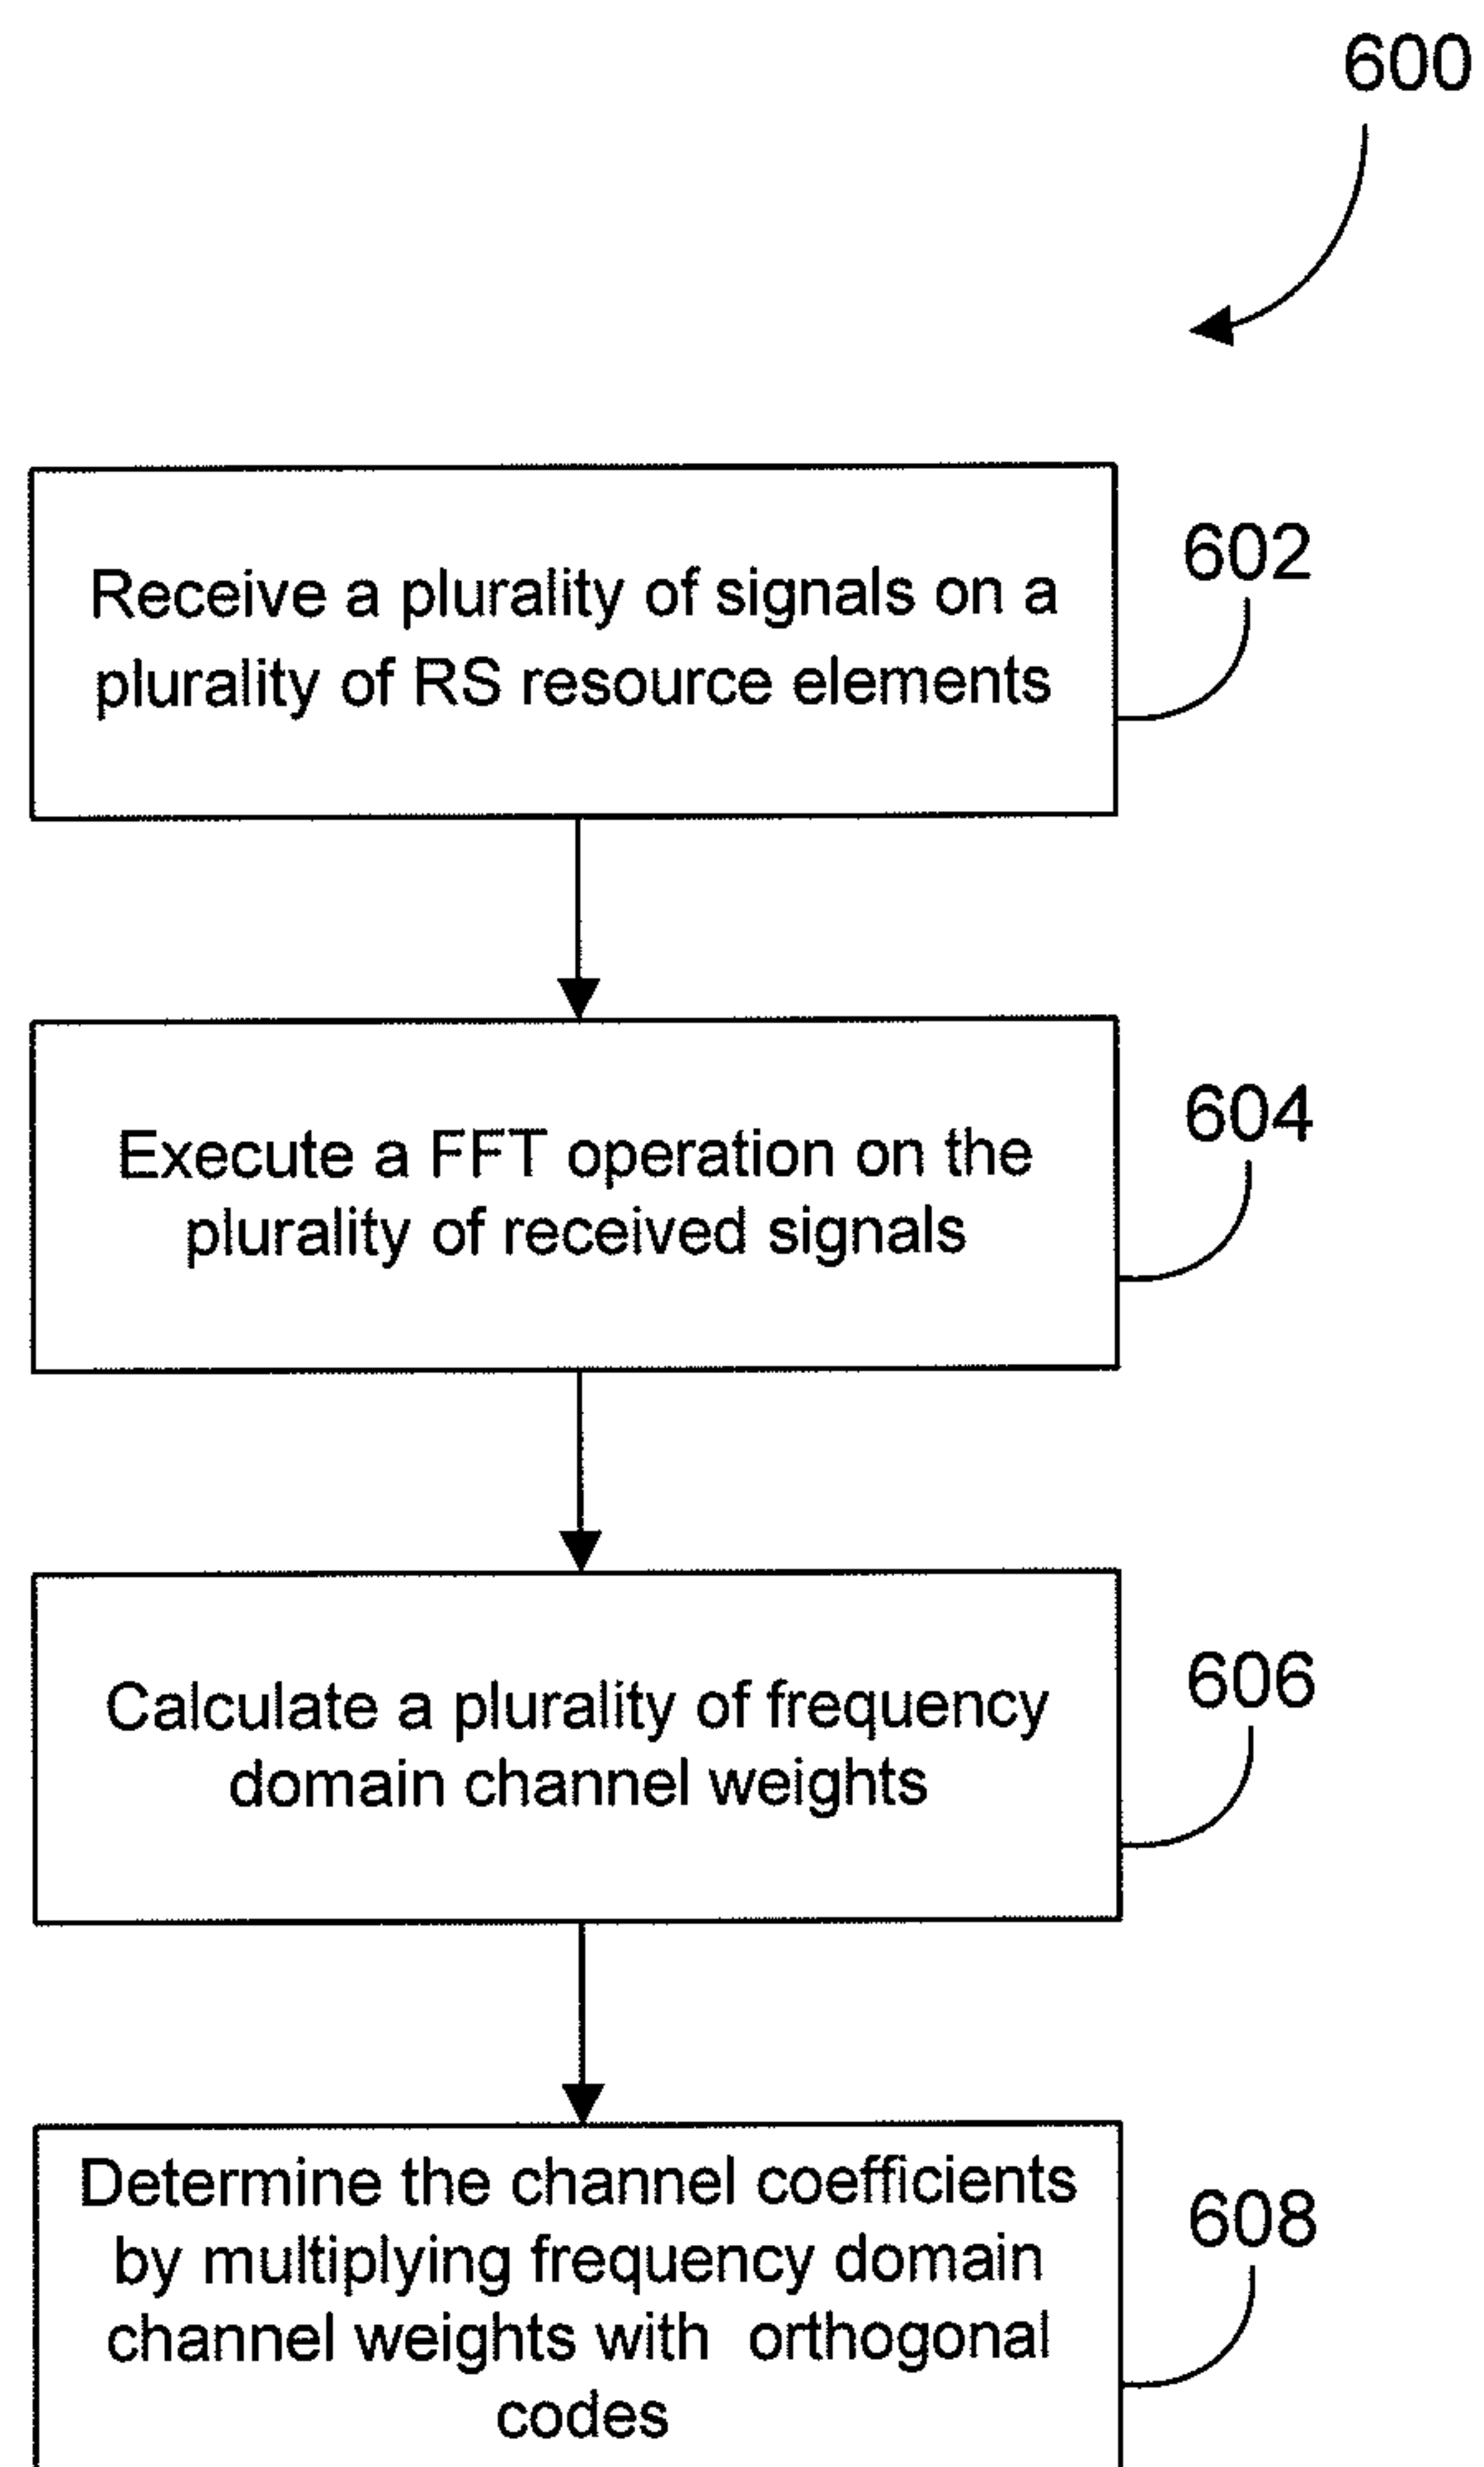 600
Receive a plurality of signals on a
plurality of RS resource elements
602
Execute a FFT operation on the
plurality of received signals
604
Calculate a plurality of frequency
domain channel weights
606
Determine the channel coefficients
by multiplying frequency domain
channel weights with orthogonal
codes
608